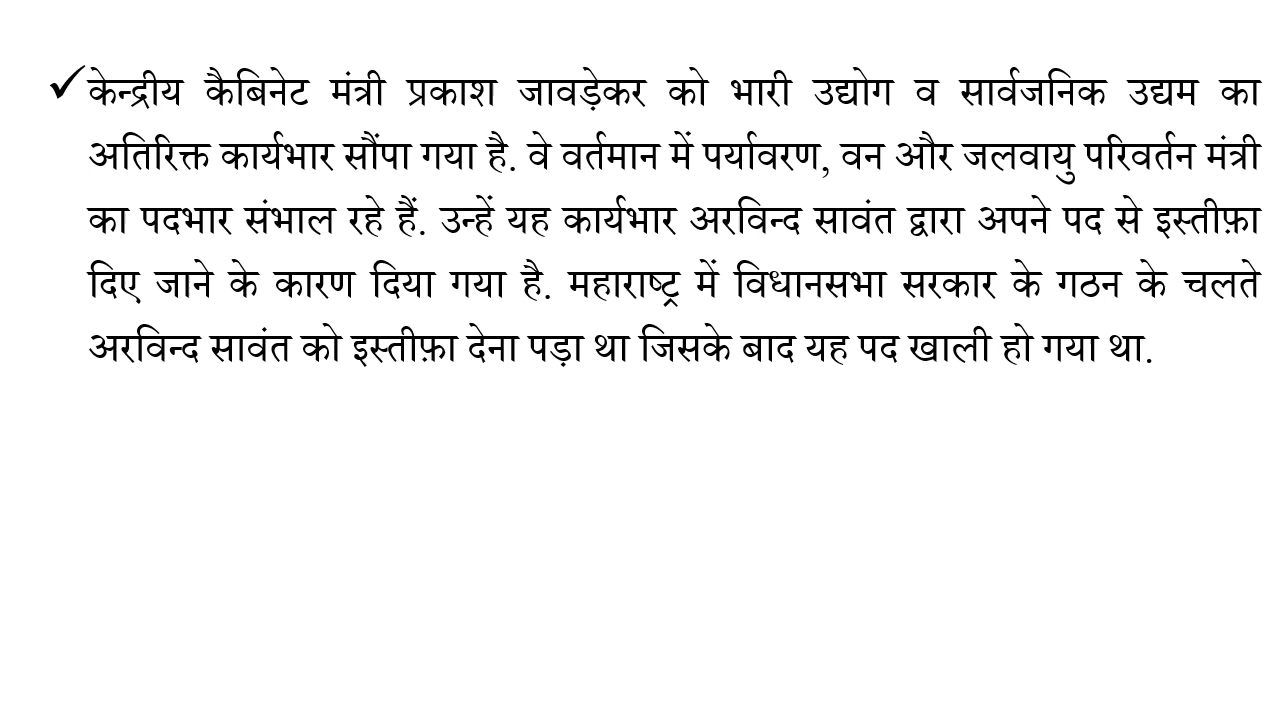 ✓केन्द्रीय कैबिनेट मंत्री प्रकाश जावड़ेकर को भारी उद्योग व सार्वजनिक उद्यम का
अतिरिक्त कार्यभार सौंपा गया है. वे वर्तमान में पर्यावरण, वन और जलवायु परिवर्तन मंत्री
का पदभार संभाल रहे हैं. उन्हें यह कार्यभार अरविन्द सावंत द्वारा अपने पद से इस्तीफ़ा
दिए जाने के कारण दिया गया है. महाराष्ट्र में विधानसभा सरकार के गठन के चलते
अरविन्द सावंत को इस्तीफ़ा देना पड़ा था जिसके बाद यह पद खाली हो गया था.